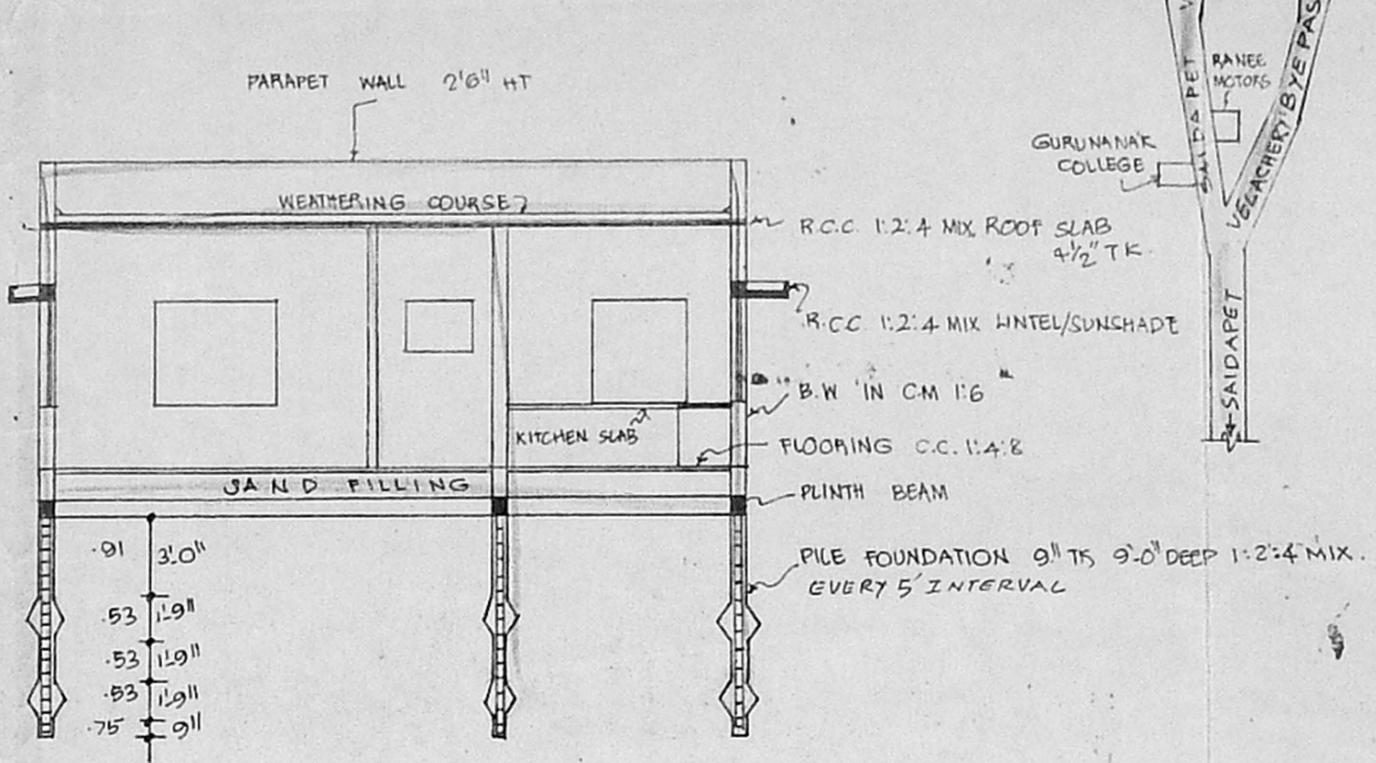 PARAPET WALL 2'6" HT
WEATHERING COURSE
R.C.C. 1:2:4 MIX ROOF SLAB
4½" TK.
R.C.C. 1:2:4 MIX LINTEL/SUNSHADE
B.W IN C.M 1:6
KITCHEN SLAB
FLOORING C.C. 1:4:8
SAND FILLING
PLINTH BEAM
PILE FOUNDATION 9" TK 9'-0" DEEP 1:2:4 MIX.
EVERY 5' INTERVAL
.91 3'0"
.53 1'-9"
.53 1'-9"
.53 1'-9"
.75 9"
RANEE
MOTORS
GURUNANAK
COLLEGE
SAIDAPET
VELACHERY BYE PAS
SAIDAPET